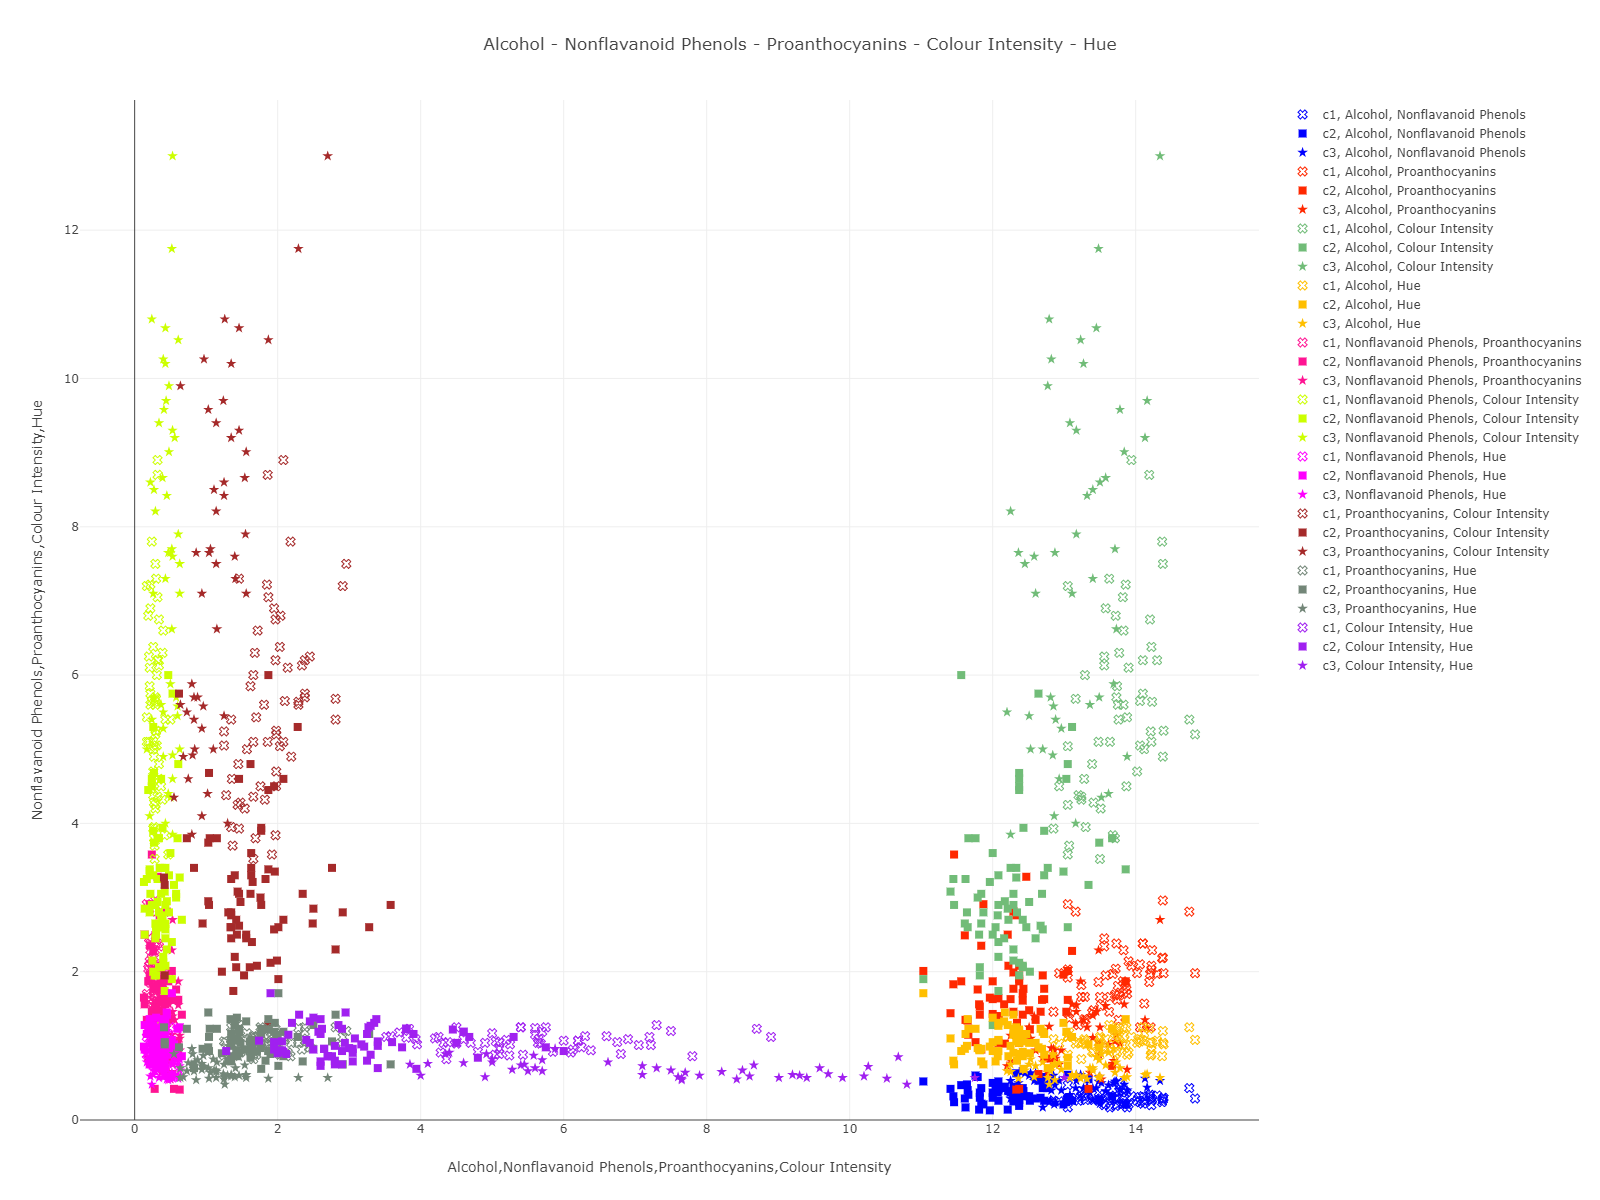 Alcohol - Nonflavanoid Phenols - Proanthocyanins - Colour Intensity - Hue
c1, Alcohol, Nonflavanoid Phenols
c2, Alcohol, Nonflavanoid Phenols
c3, Alcohol, Nonflavanoid Phenols
c1, Alcohol, Proanthocyanins
c2, Alcohol, Proanthocyanins
c3, Alcohol, Proanthocyanins
c1, Alcohol, Colour Intensity
c2, Alcohol, Colour Intensity
c3, Alcohol, Colour Intensity
c1, Alcohol, Hue
c2, Alcohol, Hue
c3, Alcohol, Hue
c1, Nonflavanoid Phenols, Proanthocyanins
c2, Nonflavanoid Phenols, Proanthocyanins
c3, Nonflavanoid Phenols, Proanthocyanins
c1, Nonflavanoid Phenols, Colour Intensity
c2, Nonflavanoid Phenols, Colour Intensity
c3, Nonflavanoid Phenols, Colour Intensity
c1, Nonflavanoid Phenols, Hue
c2, Nonflavanoid Phenols, Hue
c3, Nonflavanoid Phenols, Hue
c1, Proanthocyanins, Colour Intensity
c2, Proanthocyanins, Colour Intensity
c3, Proanthocyanins, Colour Intensity
c1, Proanthocyanins, Hue
c2, Proanthocyanins, Hue
c3, Proanthocyanins, Hue
c1, Colour Intensity, Hue
c2, Colour Intensity, Hue
c3, Colour Intensity, Hue
Nonflavanoid Phenols,Proanthocyanins,Colour Intensity,Hue
12
10
8
6
4
2
0
0 2 4 6 8 10 12 14
Alcohol,Nonflavanoid Phenols,Proanthocyanins,Colour Intensity